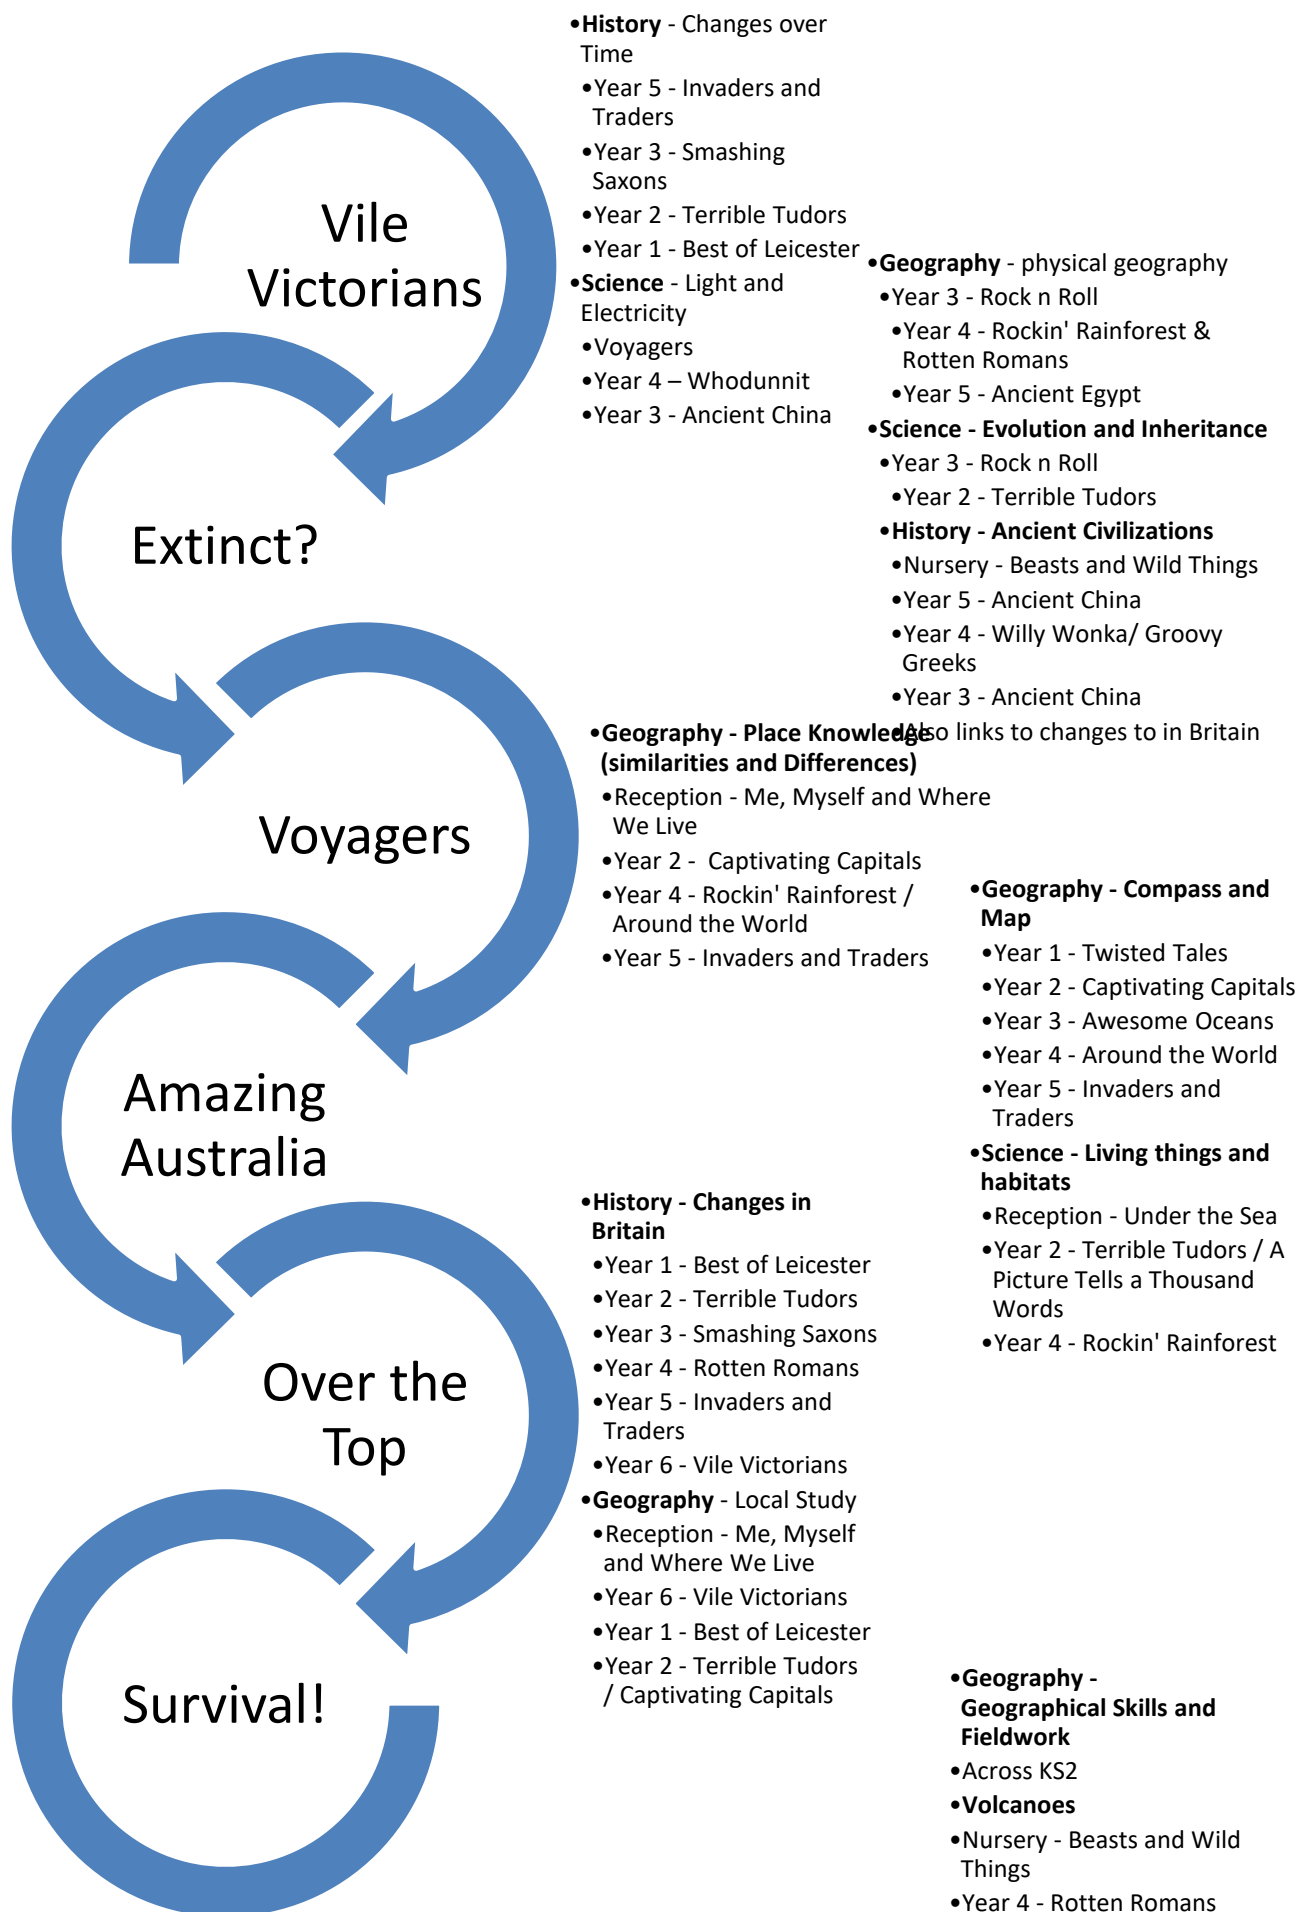 Vile
Victorians
•History - Changes over
Time
•Year 5 - Invaders and
Traders
•Year 3 - Smashing
Saxons
•Year 2 - Terrible Tudors
•Year 1 - Best of Leicester
•Science - Light and
Electricity
•Voyagers
•Year 4 – Whodunnit
•Year 3 - Ancient China
Extinct?
•Geography - physical geography
•Year 3 - Rock n Roll
•Year 4 - Rockin' Rainforest &
Rotten Romans
•Year 5 - Ancient Egypt
•Science - Evolution and Inheritance
•Year 3 - Rock n Roll
•Year 2 - Terrible Tudors
•History - Ancient Civilizations
•Nursery - Beasts and Wild Things
•Year 5 - Ancient China
•Year 4 - Willy Wonka/ Groovy
Greeks
•Year 3 - Ancient China
•Also links to changes to in Britain
Voyagers
•Geography - Place Knowledge
(similarities and Differences)
•Reception - Me, Myself and Where
We Live
•Year 2 -  Captivating Capitals
•Year 4 - Rockin' Rainforest /
Around the World
•Year 5 - Invaders and Traders
Amazing
Australia
•Geography - Compass and
Map
•Year 1 - Twisted Tales
•Year 2 - Captivating Capitals
•Year 3 - Awesome Oceans
•Year 4 - Around the World
•Year 5 - Invaders and
Traders
•Science - Living things and
habitats
•Reception - Under the Sea
•Year 2 - Terrible Tudors / A
Picture Tells a Thousand
Words
•Year 4 - Rockin' Rainforest
Over the
Top
•History - Changes in
Britain
•Year 1 - Best of Leicester
•Year 2 - Terrible Tudors
•Year 3 - Smashing Saxons
•Year 4 - Rotten Romans
•Year 5 - Invaders and
Traders
•Year 6 - Vile Victorians
•Geography - Local Study
•Reception - Me, Myself
and Where We Live
•Year 6 - Vile Victorians
•Year 1 - Best of Leicester
•Year 2 - Terrible Tudors
/ Captivating Capitals
Survival!
•Geography -
Geographical Skills and
Fieldwork
•Across KS2
•Volcanoes
•Nursery - Beasts and Wild
Things
•Year 4 - Rotten Romans